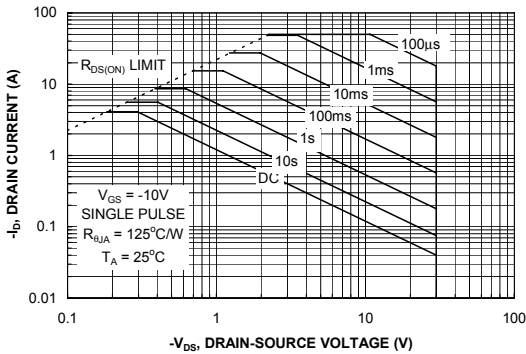 100
10
1
0.1
0.01
0.1
1
10
100
-I_D, DRAIN CURRENT (A)
-V_DS, DRAIN-SOURCE VOLTAGE (V)
R_DS(ON) LIMIT
100µs
1ms
10ms
100ms
1s
10s
DC
V_GS = -10V
SINGLE PULSE
R_θJA = 125°C/W
T_A = 25°C